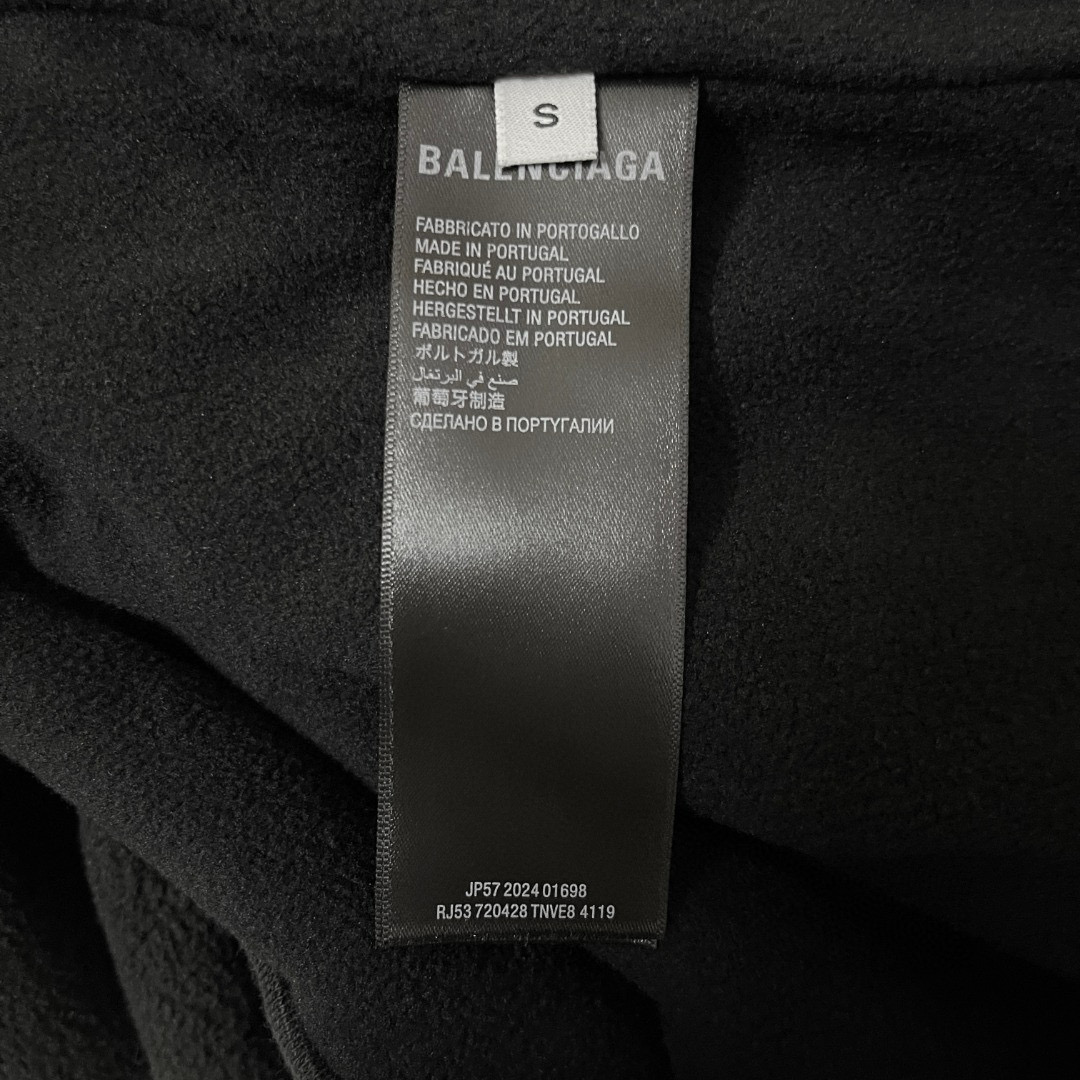 S
BALENCIAGA
FABBRICATO IN PORTOGALLO
MADE IN PORTUGAL
FABRIQUÉ AU PORTUGAL
HECHO EN PORTUGAL
HERGESTELLT IN PORTUGAL
FABRICADO EM PORTUGAL
ポルトガル製
صنع في البرتغال
葡萄牙制造
СДЕЛАНО В ПОРТУГАЛИИ
JP57 2024 01698
RJ53 720428 TNVE8 4119